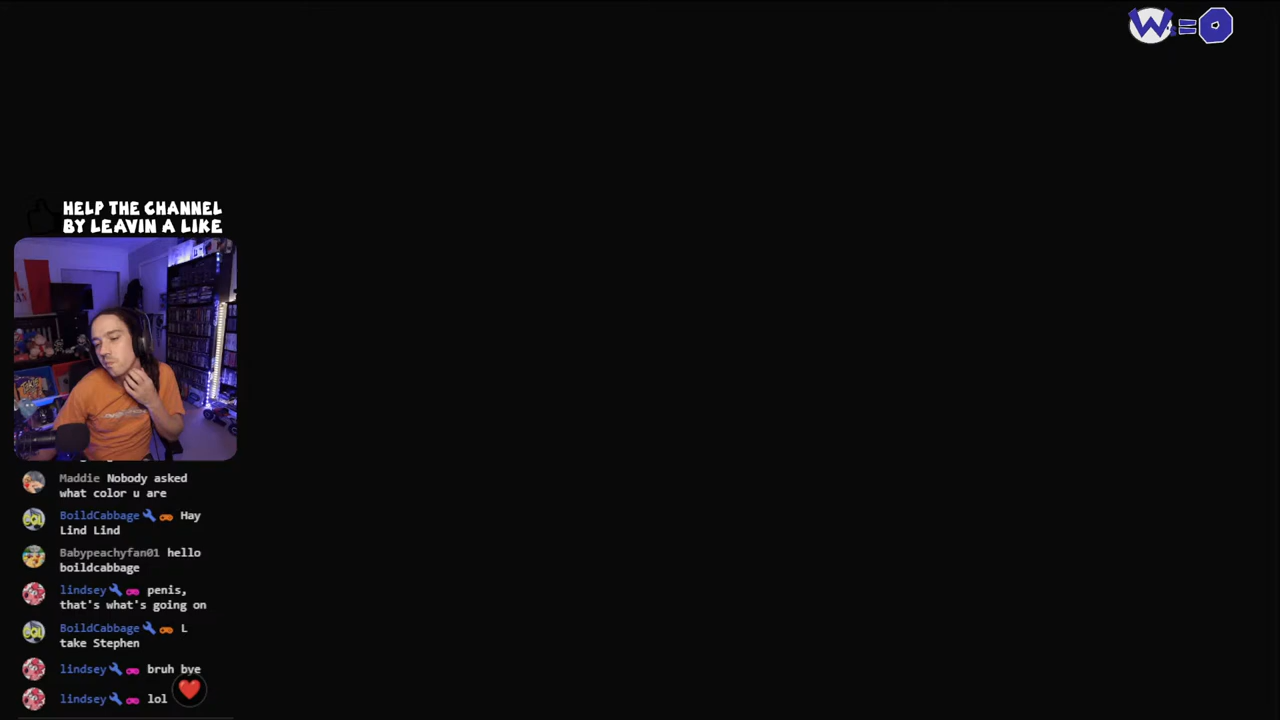 W=0
HELP THE CHANNEL
BY LEAVIN A LIKE
Maddie Nobody asked
what color u are
BoildCabbage Hay
Lind Lind
Babypeachyfan01 hello
boildcabbage
lindsey penis,
that's what's going on
BoildCabbage L
take Stephen
lindsey bruh bye
lindsey lol